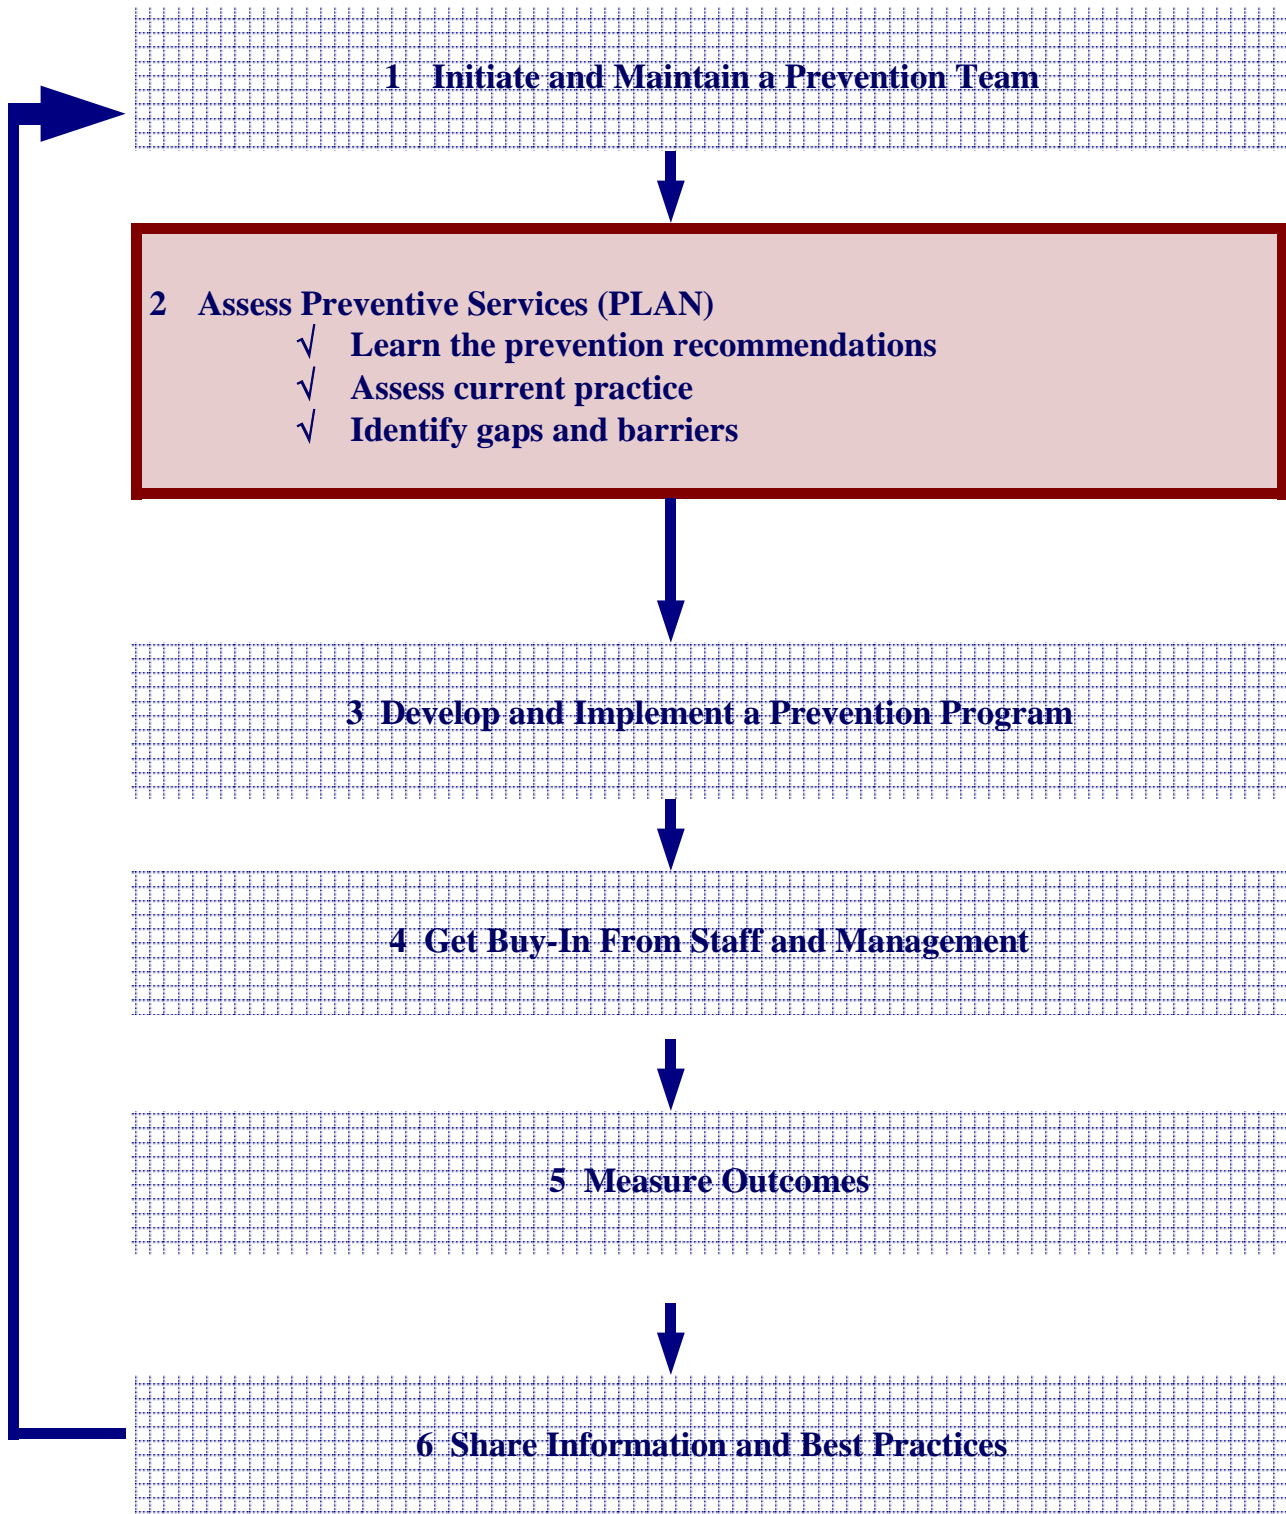 1 Initiate and Maintain a Prevention Team
2 Assess Preventive Services (PLAN)
√ Learn the prevention recommendations
√ Assess current practice
√ Identify gaps and barriers
3 Develop and Implement a Prevention Program
4 Get Buy-In From Staff and Management
5 Measure Outcomes
6 Share Information and Best Practices